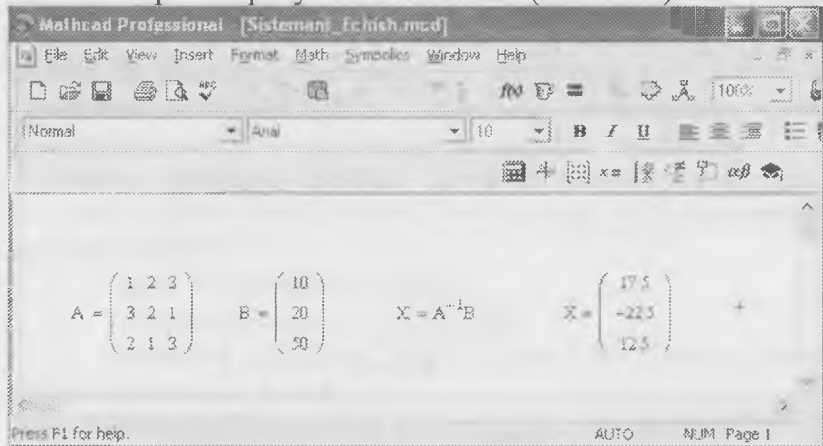 Mathcad Professional - [Sistemani_Echish.mcd]
File Edit View Insert Format Math Symbolics Window Help
f(x) = 100%
Normal Arial 10 B I U
x= αβ
A = ( 1 2 3 B = ( 10 X = A⁻¹B X = ( 17.5
3 2 1 20 -22.5
2 1 3 ) 50 ) 12.5 )
Press F1 for help. AUTO NUM Page 1